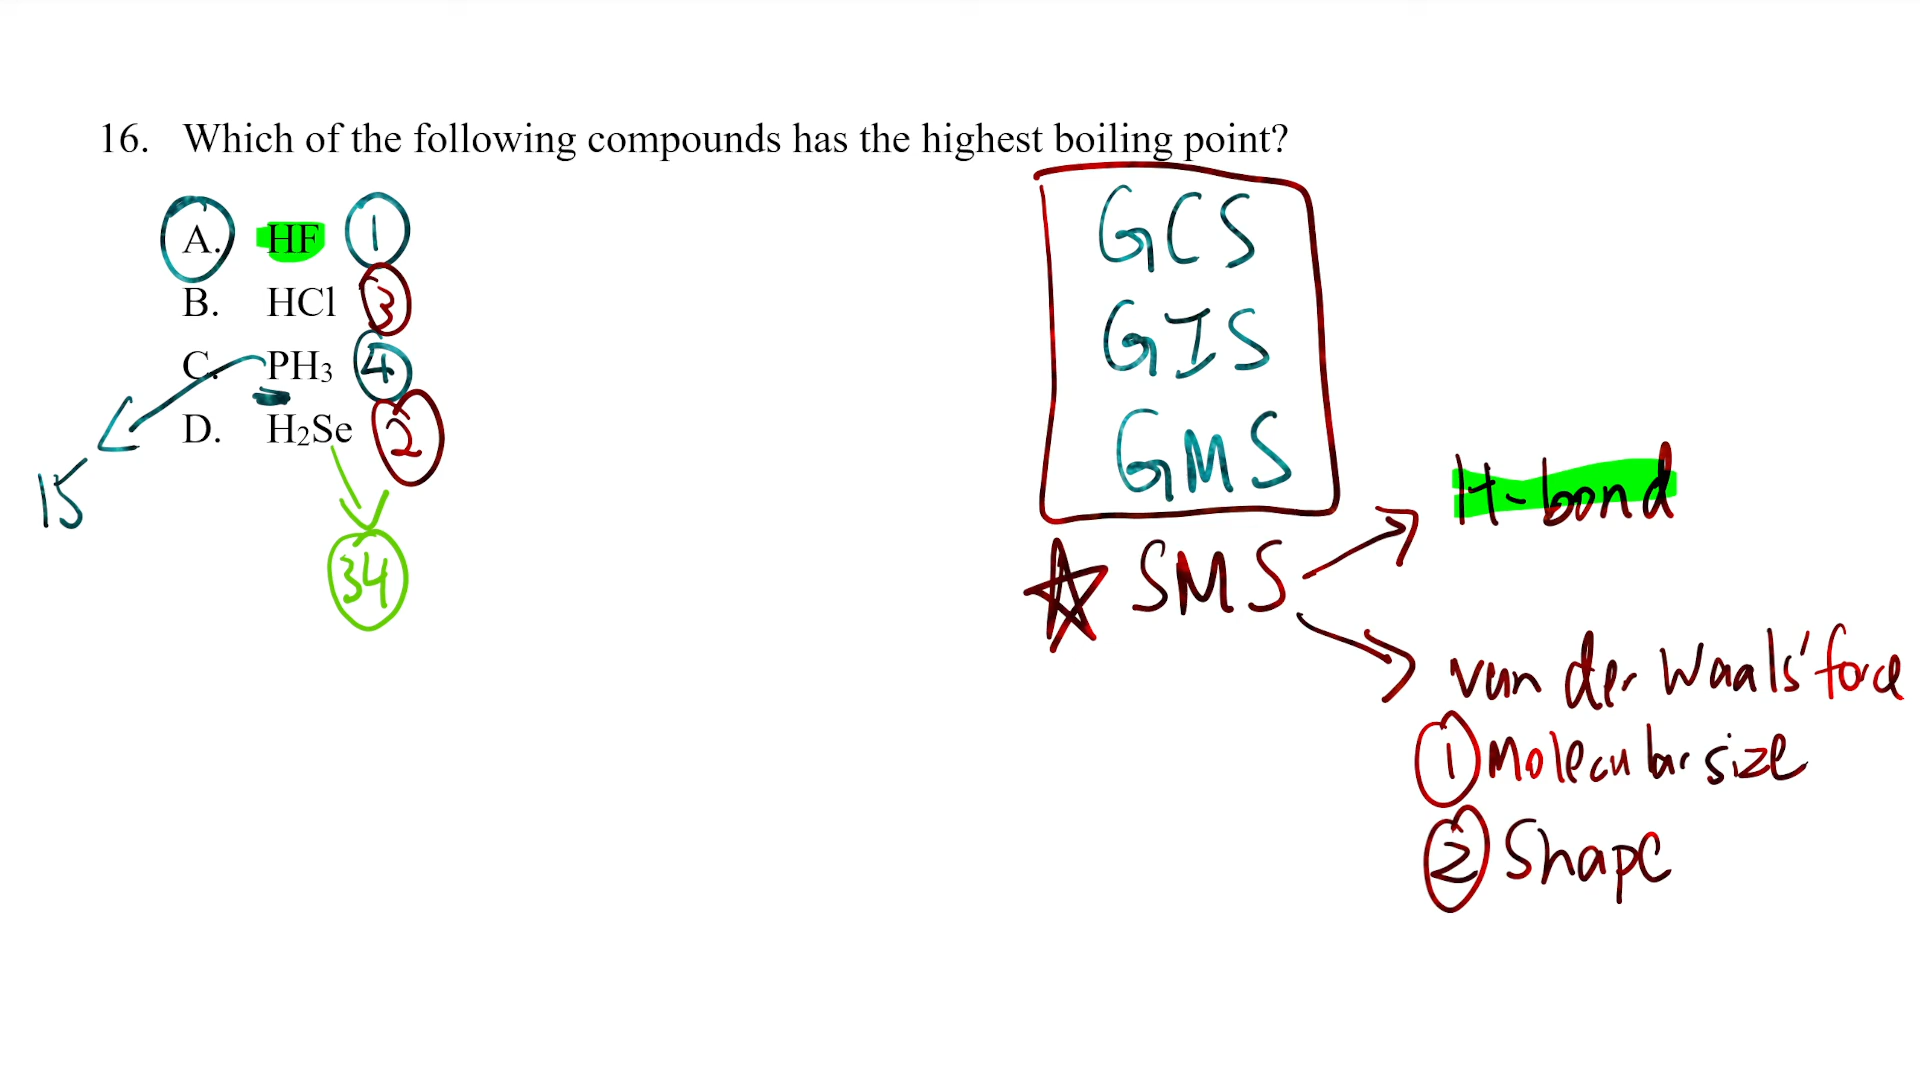 16. Which of the following compounds has the highest boiling point?
A. HF 1
B. HCl 3
C. PH3 4
D. H2Se 2
15
34
GCS
GIS
GMS
SMS
H-bond
van der Waals' force
1 Molecular size
2 Shape